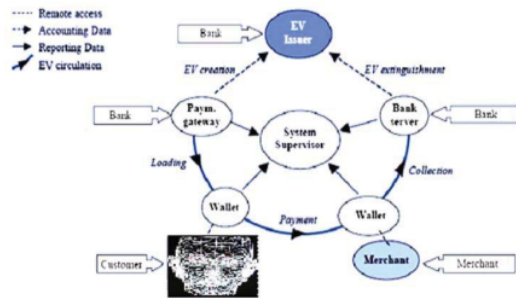 Remote access
Accounting Data
Reporting Data
EV circulation
Bank
EV
Issuer
EV creation
EV extinguishment
Bank
Paym.
gateway
System
Supervisor
Bank
server
Bank
Loading
Collection
Wallet
Payment
Wallet
Customer
Merchant
Merchant